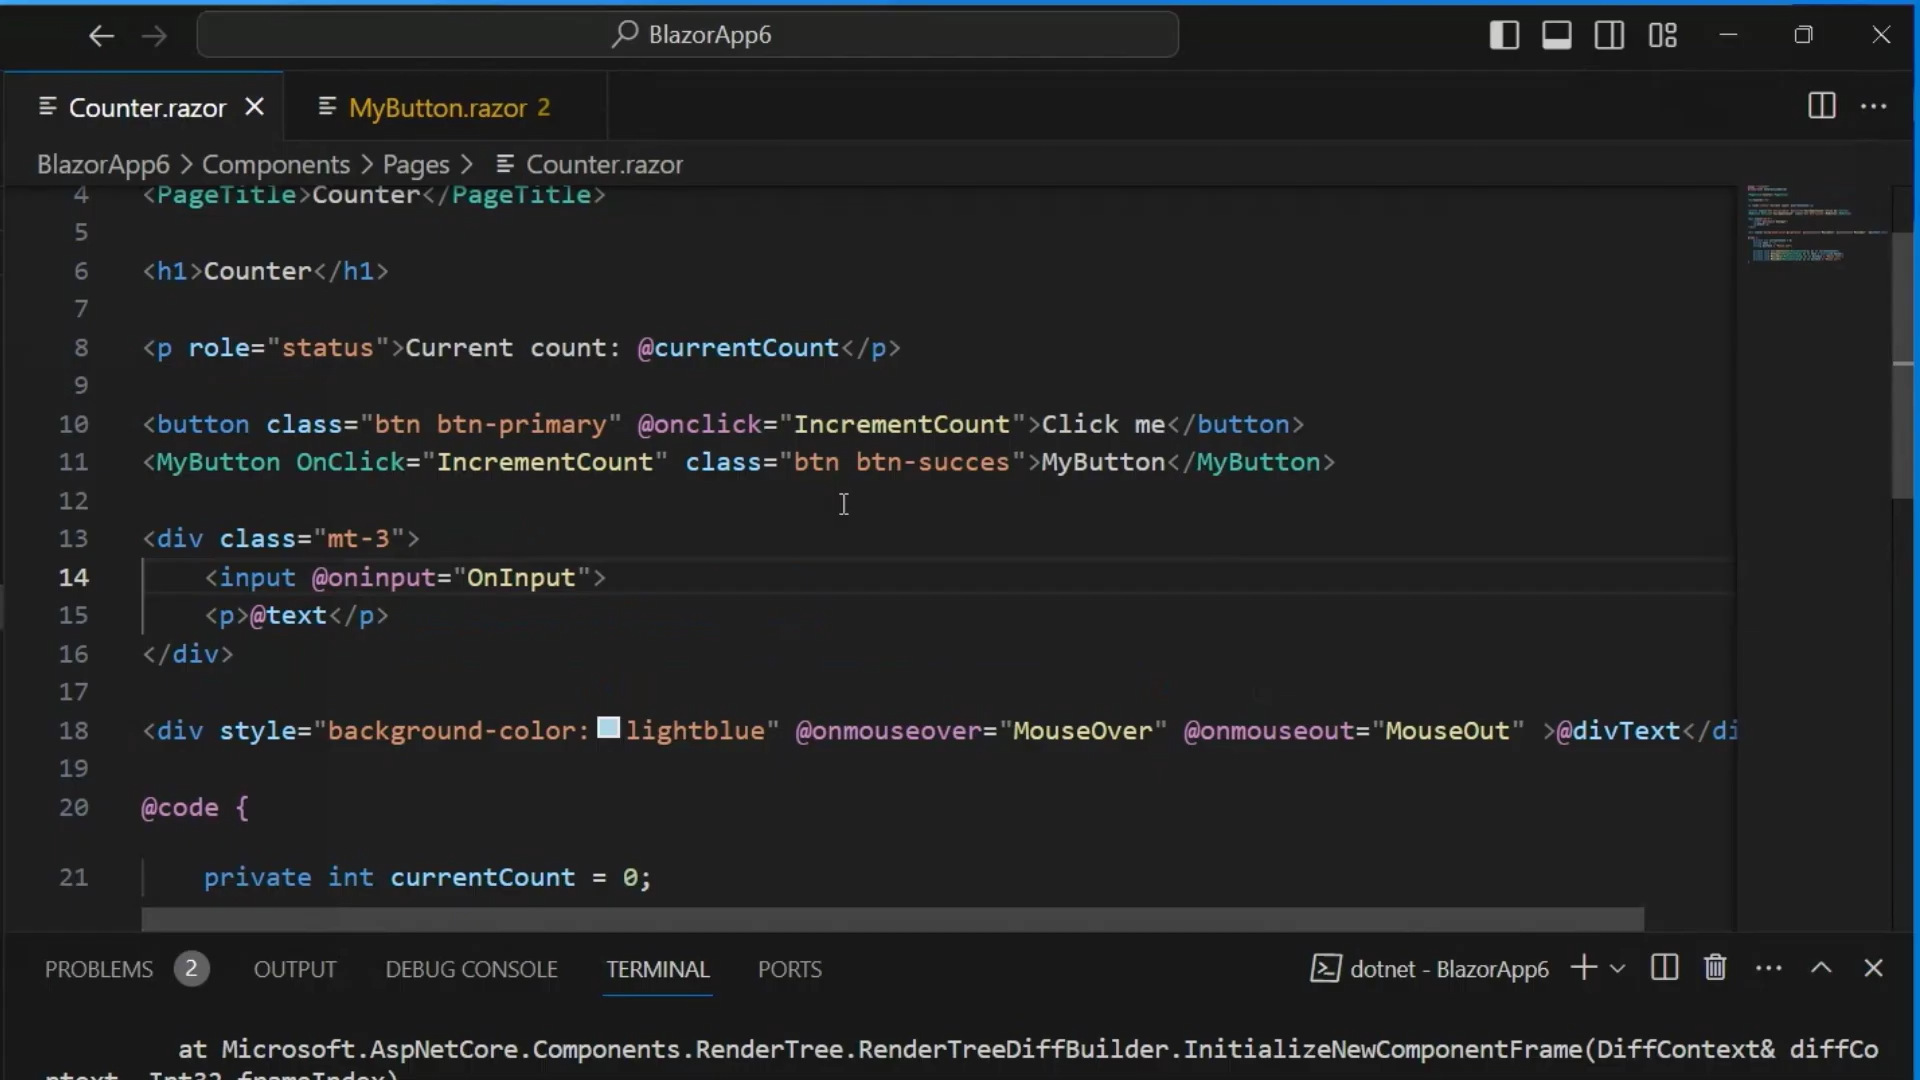 BlazorApp6
Counter.razor
MyButton.razor 2
BlazorApp6 > Components > Pages > Counter.razor
4 <PageTitle>Counter</PageTitle>
5
6 <h1>Counter</h1>
7
8 <p role="status">Current count: @currentCount</p>
9
10 <button class="btn btn-primary" @onclick="IncrementCount">Click me</button>
11 <MyButton OnClick="IncrementCount" class="btn btn-succes">MyButton</MyButton>
12
13 <div class="mt-3">
14 <input @oninput="OnInput">
15 <p>@text</p>
16 </div>
17
18 <div style="background-color: lightblue" @onmouseover="MouseOver" @onmouseout="MouseOut" >@divText</di
19
20 @code {
21 private int currentCount = 0;
PROBLEMS 2 OUTPUT DEBUG CONSOLE TERMINAL PORTS dotnet - BlazorApp6
at Microsoft.AspNetCore.Components.RenderTree.RenderTreeDiffBuilder.InitializeNewComponentFrame(DiffContext& diffCo
ntext, Int32 frameIndex)